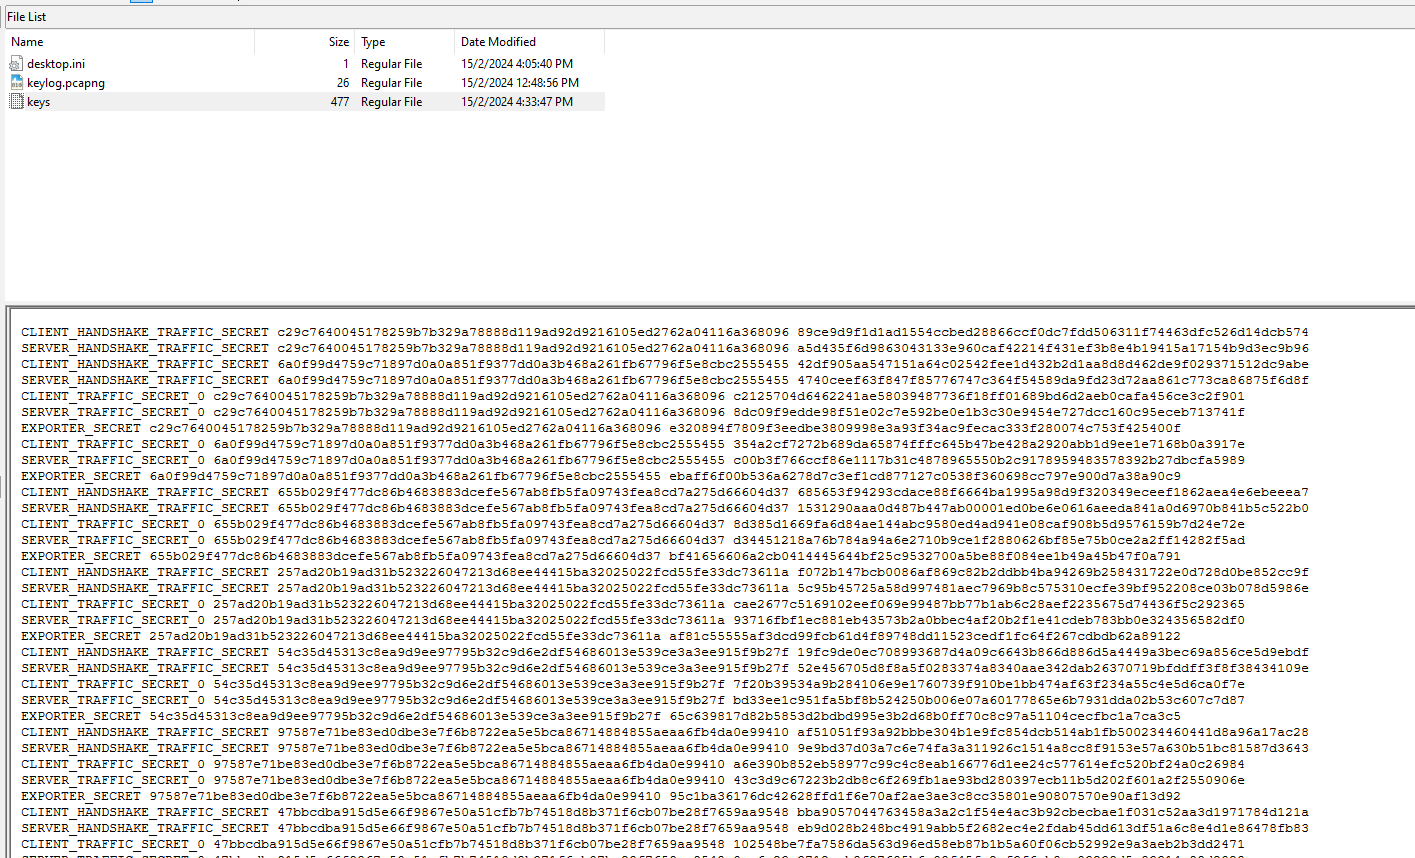 File List
Name Size Type Date Modified
desktop.ini 1 Regular File 15/2/2024 4:05:40 PM
keylog.pcapng 26 Regular File 15/2/2024 12:48:56 PM
keys 477 Regular File 15/2/2024 4:33:47 PM
CLIENT_HANDSHAKE_TRAFFIC_SECRET c29c7640045178259b7b329a78888d119ad92d9216105ed2762a04116a368096 89ce9d9f1d1ad1554ccbed28866ccf0dc7fdd506311f74463dfc526d14dcb574
SERVER_HANDSHAKE_TRAFFIC_SECRET c29c7640045178259b7b329a78888d119ad92d9216105ed2762a04116a368096 a5d435f6d9863043133e960caf42214f431ef3b8e4b19415a17154b9d3ec9b96
CLIENT_HANDSHAKE_TRAFFIC_SECRET 6a0f99d4759c71897d0a0a851f9377dd0a3b468a261fb67796f5e8cbc2555455 42df905aa547151a64c02542fee1d432b2d1aa8d8d462de9f029371512dc9abe
SERVER_HANDSHAKE_TRAFFIC_SECRET 6a0f99d4759c71897d0a0a851f9377dd0a3b468a261fb67796f5e8cbc2555455 4740ceef63f847f85776747c364f54589da9fd23d72aa861c773ca86875f6d8f
CLIENT_TRAFFIC_SECRET_0 c29c7640045178259b7b329a78888d119ad92d9216105ed2762a04116a368096 c2125704d6d2462241ae58039487736f18ff01689bd6d2aeb0cafa456ce3c2f901
SERVER_TRAFFIC_SECRET_0 c29c7640045178259b7b329a78888d119ad92d9216105ed2762a04116a368096 8dc09f9edde98f51e02c7e592be0e1b3c30e9454e727dcc160c95eceb713741f
EXPORTER_SECRET c29c7640045178259b7b329a78888d119ad92d9216105ed2762a04116a368096 e320894f7809f3eedbe3809998e3a93f34ac9fecac333f280074c753f425400f
CLIENT_TRAFFIC_SECRET_0 6a0f99d4759c71897d0a0a851f9377dd0a3b468a261fb67796f5e8cbc2555455 354a2cf7272b689da65874fffc645b47be428a2920abb1d9ee1e7168b0a3917e
SERVER_TRAFFIC_SECRET_0 6a0f99d4759c71897d0a0a851f9377dd0a3b468a261fb67796f5e8cbc2555455 c00b3f766ccf86e1117b31c4878965550b2c9178959483578392b27dbcfa5989
EXPORTER_SECRET 6a0f99d4759c71897d0a0a851f9377dd0a3b468a261fb67796f5e8cbc2555455 ebaff6f00b536a6278d7c3ef1cd877127c0538f360698cc797e900d7a38a90c9
CLIENT_HANDSHAKE_TRAFFIC_SECRET 655b029f477dc86b4683883dcefe567ab8fb5fa09743fea8cd7a275d66604d37 685653f94293cdace88f6664ba1995a98d9f320349eceef1862aea4e6ebeeea7
SERVER_HANDSHAKE_TRAFFIC_SECRET 655b029f477dc86b4683883dcefe567ab8fb5fa09743fea8cd7a275d66604d37 1531290aaa0d487b447ab00001ed0be6e0616aeeda841a0d6970b841b5c522b0
CLIENT_TRAFFIC_SECRET_0 655b029f477dc86b4683883dcefe567ab8fb5fa09743fea8cd7a275d66604d37 8d385d1669fa6d84ae144abc9580ed4ad941e08caf908b5d9576159b7d24e72e
SERVER_TRAFFIC_SECRET_0 655b029f477dc86b4683883dcefe567ab8fb5fa09743fea8cd7a275d66604d37 d34451218a76b784a94a6e2710b9ce1f2880626bf85e75b0ce2a2ff14282f5ad
EXPORTER_SECRET 655b029f477dc86b4683883dcefe567ab8fb5fa09743fea8cd7a275d66604d37 bf41656606a2cb0414445644bf25c9532700a5be88f084ee1b49a45b47f0a791
CLIENT_HANDSHAKE_TRAFFIC_SECRET 257ad20b19ad31b523226047213d68ee44415ba32025022fcd55fe33dc73611a f072b147bcb0086af869c82b2ddbb4ba94269b258431722e0d728d0be852cc9f
SERVER_HANDSHAKE_TRAFFIC_SECRET 257ad20b19ad31b523226047213d68ee44415ba32025022fcd55fe33dc73611a 5c95b45725a58d997481aec7969b8c575310ecfe39bf952208ce03b078d5986e
CLIENT_TRAFFIC_SECRET_0 257ad20b19ad31b523226047213d68ee44415ba32025022fcd55fe33dc73611a cae2677c5169102eef069e99487bb77b1ab6c28aef2235675d74436f5c292365
SERVER_TRAFFIC_SECRET_0 257ad20b19ad31b523226047213d68ee44415ba32025022fcd55fe33dc73611a 93716fbf1ec881eb43573b2a0bbec4af20b2f1e41cdeb783bb0e324356582df0
EXPORTER_SECRET 257ad20b19ad31b523226047213d68ee44415ba32025022fcd55fe33dc73611a af81c55555af3dcd99fcb61d4f89748dd11523cedf1fc64f267cdbdb62a89122
CLIENT_HANDSHAKE_TRAFFIC_SECRET 54c35d45313c8ea9d9ee97795b32c9d6e2df54686013e539ce3a3ee915f9b27f 19fc9de0ec708993687d4a09c6643b866d886d5a4449a3bec69a856ce5d9ebdf
SERVER_HANDSHAKE_TRAFFIC_SECRET 54c35d45313c8ea9d9ee97795b32c9d6e2df54686013e539ce3a3ee915f9b27f 52e456705d8f8a5f0283374a8340aae342dab26370719bfddff3f8f38434109e
CLIENT_TRAFFIC_SECRET_0 54c35d45313c8ea9d9ee97795b32c9d6e2df54686013e539ce3a3ee915f9b27f 7f20b39534a9b284106e9e1760739f910be1bb474af63f234a55c4e5d6ca0f7e
SERVER_TRAFFIC_SECRET_0 54c35d45313c8ea9d9ee97795b32c9d6e2df54686013e539ce3a3ee915f9b27f bd33ee1c951fa5bf8b524250b006e07a60177865e6b7931dda02b53c607c7d87
EXPORTER_SECRET 54c35d45313c8ea9d9ee97795b32c9d6e2df54686013e539ce3a3ee915f9b27f 65c639817d82b5853d2bdbd995e3b2d68b0ff70c8c97a51104cecfbc1a7ca3c5
CLIENT_HANDSHAKE_TRAFFIC_SECRET 97587e71be83ed0dbe3e7f6b8722ea5e5bca86714884855aeaa6fb4da0e99410 af51051f93a92bbbe304b1e9fc854dcb514ab1fb500234460441d8a96a17ac28
SERVER_HANDSHAKE_TRAFFIC_SECRET 97587e71be83ed0dbe3e7f6b8722ea5e5bca86714884855aeaa6fb4da0e99410 9e9bd37d03a7c6e74fa3a311926c1514a8cc8f9153e57a630b51bc81587d3643
CLIENT_TRAFFIC_SECRET_0 97587e71be83ed0dbe3e7f6b8722ea5e5bca86714884855aeaa6fb4da0e99410 a6e390b852eb58977c99c4c8eab166776d1ee24c577614efc520bf24a0c26984
SERVER_TRAFFIC_SECRET_0 97587e71be83ed0dbe3e7f6b8722ea5e5bca86714884855aeaa6fb4da0e99410 43c3d9c67223b2db8c6f269fb1ae93bd280397ecb11b5d202f601a2f2550906e
EXPORTER_SECRET 97587e71be83ed0dbe3e7f6b8722ea5e5bca86714884855aeaa6fb4da0e99410 95c1ba36176dc42628ffd1f6e70af2ae3ae3c8cc35801e90807570e90af13d92
CLIENT_HANDSHAKE_TRAFFIC_SECRET 47bbcdba915d5e66f9867e50a51cfb7b74518d8b371f6cb07be28f7659aa9548 bba9057044763458a3a2c1f54e4ac3b92cbecbae1f031c52aa3d1971784d121a
SERVER_HANDSHAKE_TRAFFIC_SECRET 47bbcdba915d5e66f9867e50a51cfb7b74518d8b371f6cb07be28f7659aa9548 eb9d028b248bc4919abb5f2682ec4e2fdab45dd613df51a6c8e4d1e86478fb83
CLIENT_TRAFFIC_SECRET_0 47bbcdba915d5e66f9867e50a51cfb7b74518d8b371f6cb07be28f7659aa9548 102548be7fa7586da563d96ed58eb87b1b5a60f06cb52992e9a3aeb2b3dd2471